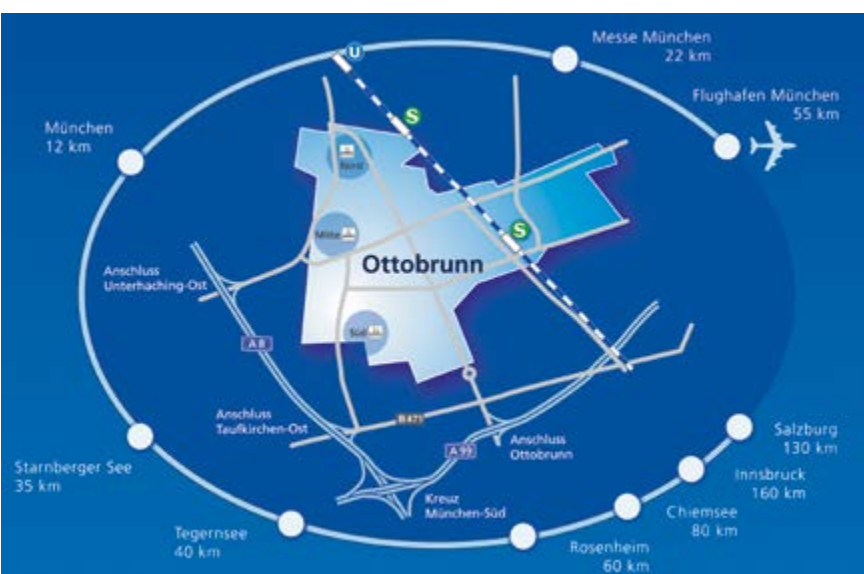 Messe München
22 km
Flughafen München
55 km
U
S
München
12 km
Nord
S
Mitte
Ottobrunn
Anschluss
Unterhaching-Ost
Süd
A 8
Anschluss
Taufkirchen-Ost
B 471
A 99
Anschluss
Ottobrunn
Salzburg
130 km
Innsbruck
160 km
Starnberger See
35 km
Kreuz
München-Süd
Chiemsee
80 km
Tegernsee
40 km
Rosenheim
60 km